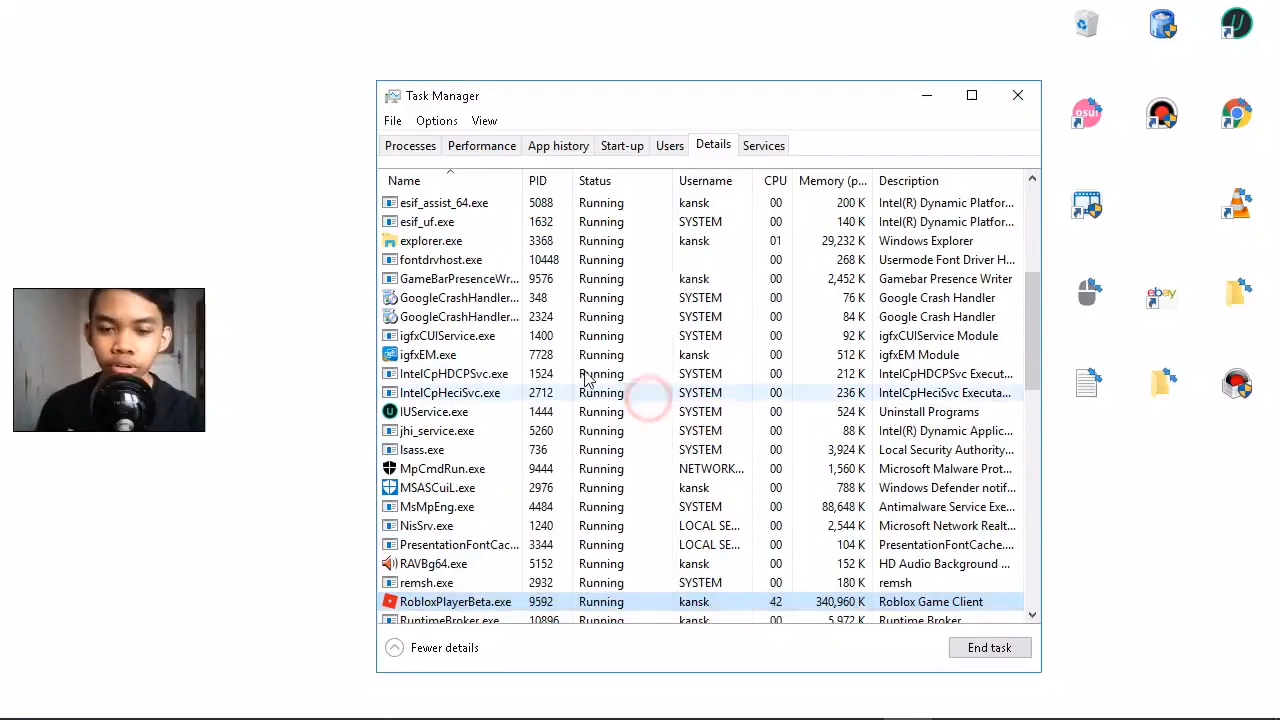 Task Manager
File Options View
Processes Performance App history Start-up Users Details Services
Name PID Status Username CPU Memory (p... Description
esif_assist_64.exe Running kansk 00 200 K Intel(R) Dynamic Platfor...
esif_uf.exe 1632 Running SYSTEM 00 140 K Intel(R) Dynamic Platfor...
explorer.exe 3368 Running kansk 01 29,232 K Windows Explorer
fontdrvhost.exe 10448 Running 00 268 K Usermode Font Driver H...
GameBarPresenceWr... 9576 Running kansk 00 2,452 K Gamebar Presence Writer
GoogleCrashHandler... 348 Running SYSTEM 00 76 K Google Crash Handler
GoogleCrashHandler... 2324 Running SYSTEM 00 84 K Google Crash Handler
igfxCUIService.exe 1400 Running SYSTEM 00 92 K igfxCUIService Module
igfxEM.exe 7728 Running kansk 00 512 K igfxEM Module
IntelCpHDCPSvc.exe 1524 Running SYSTEM 00 212 K IntelCpHDCPSvc Execut...
IntelCpHeciSvc.exe 2712 Running SYSTEM 00 236 K IntelCpHeciSvc Executa...
IUService.exe 1444 Running SYSTEM 00 524 K Uninstall Programs
jhi_service.exe 5260 Running SYSTEM 00 88 K Intel(R) Dynamic Applic...
lsass.exe 736 Running SYSTEM 00 3,924 K Local Security Authority...
MpCmdRun.exe 9444 Running NETWORK... 00 1,560 K Microsoft Malware Prot...
MSASCuiL.exe 2976 Running kansk 00 788 K Windows Defender notif...
MsMpEng.exe 4484 Running SYSTEM 00 88,648 K Antimalware Service Exe...
NisSrv.exe 1240 Running LOCAL SE... 00 2,544 K Microsoft Network Realt...
PresentationFontCac... 3344 Running LOCAL SE... 00 104 K PresentationFontCache....
RAVBg64.exe 5152 Running kansk 00 152 K HD Audio Background ...
remsh.exe 2932 Running SYSTEM 00 180 K remsh
RobloxPlayerBeta.exe 9592 Running kansk 42 340,960 K Roblox Game Client
RuntimeBroker.exe 10896 Running kansk 00 5,972 K Runtime Broker
Fewer details End task
osu!
ebay